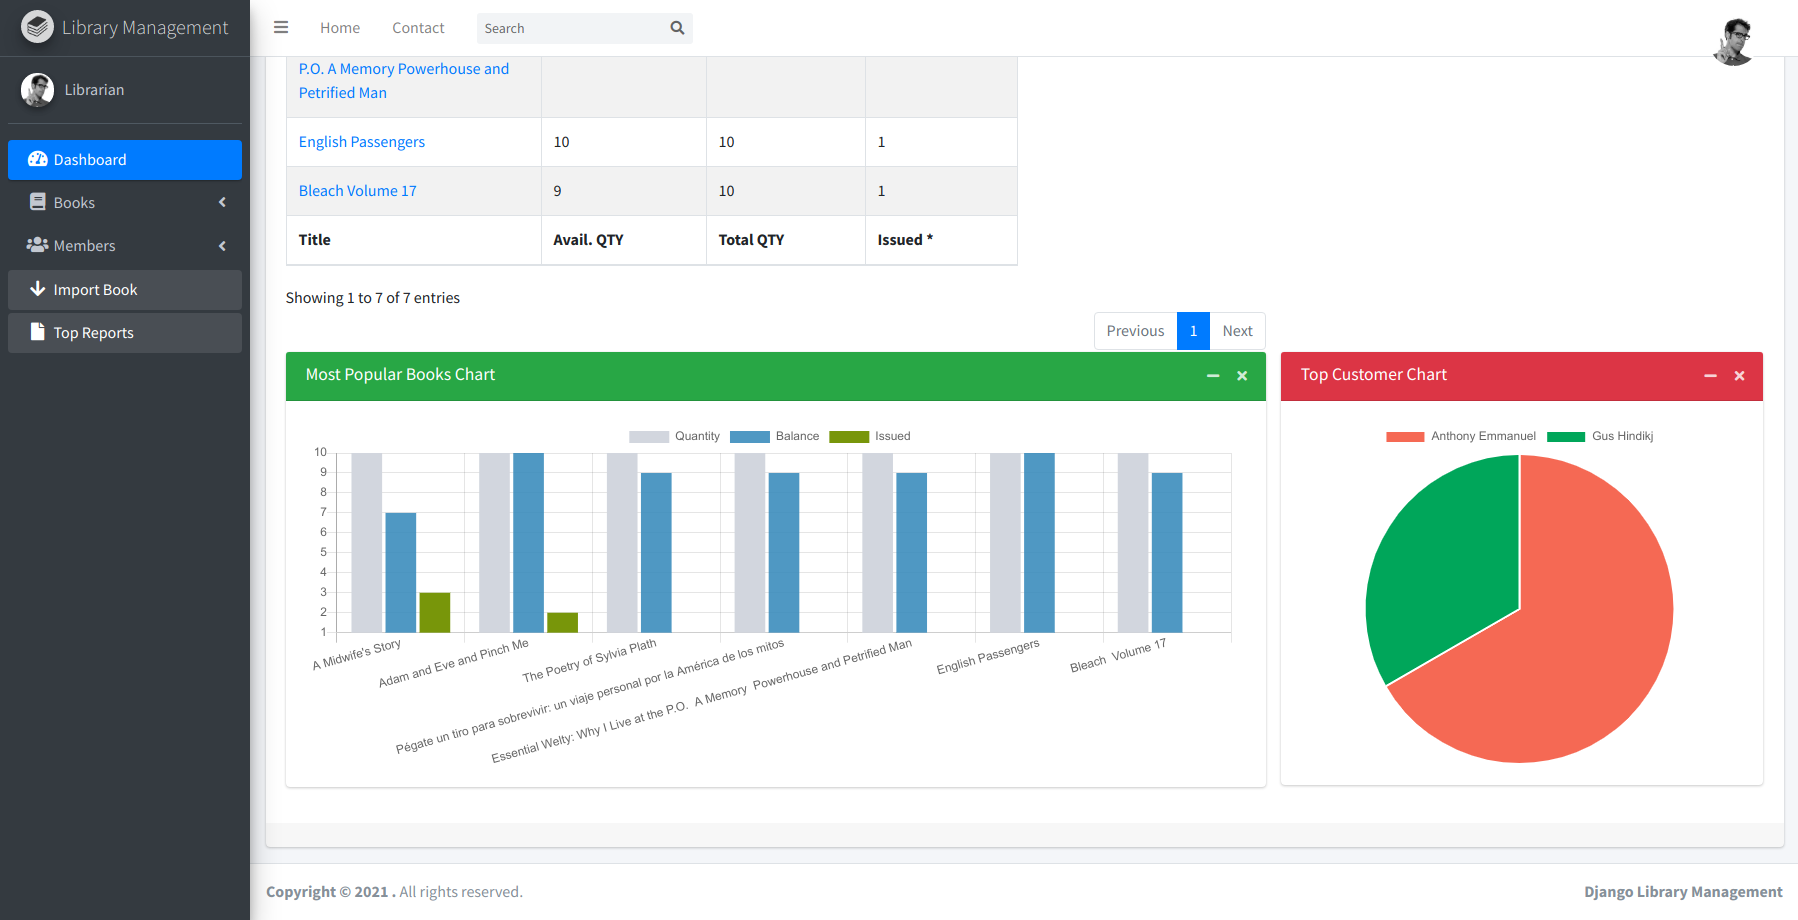 Library Management
Home Contact Search
Librarian
Dashboard
Books
Members
Import Book
Top Reports
P.O. A Memory Powerhouse and
Petrified Man
English Passengers 10 10 1
Bleach Volume 17 9 10 1
Title Avail. QTY Total QTY Issued *
Showing 1 to 7 of 7 entries
Previous 1 Next
Most Popular Books Chart
Quantity Balance Issued
10
9
8
7
6
5
4
3
2
1
A Midwife's Story
Adam and Eve and Pinch Me
The Poetry of Sylvia Plath
Pégate un tiro para sobrevivir: un viaje personal por la América de los mitos
Essential Welty: Why I Live at the P.O. A Memory Powerhouse and Petrified Man
English Passengers
Bleach Volume 17
Top Customer Chart
Anthony Emmanuel Gus Hindikj
Copyright © 2021 . All rights reserved.
Django Library Management